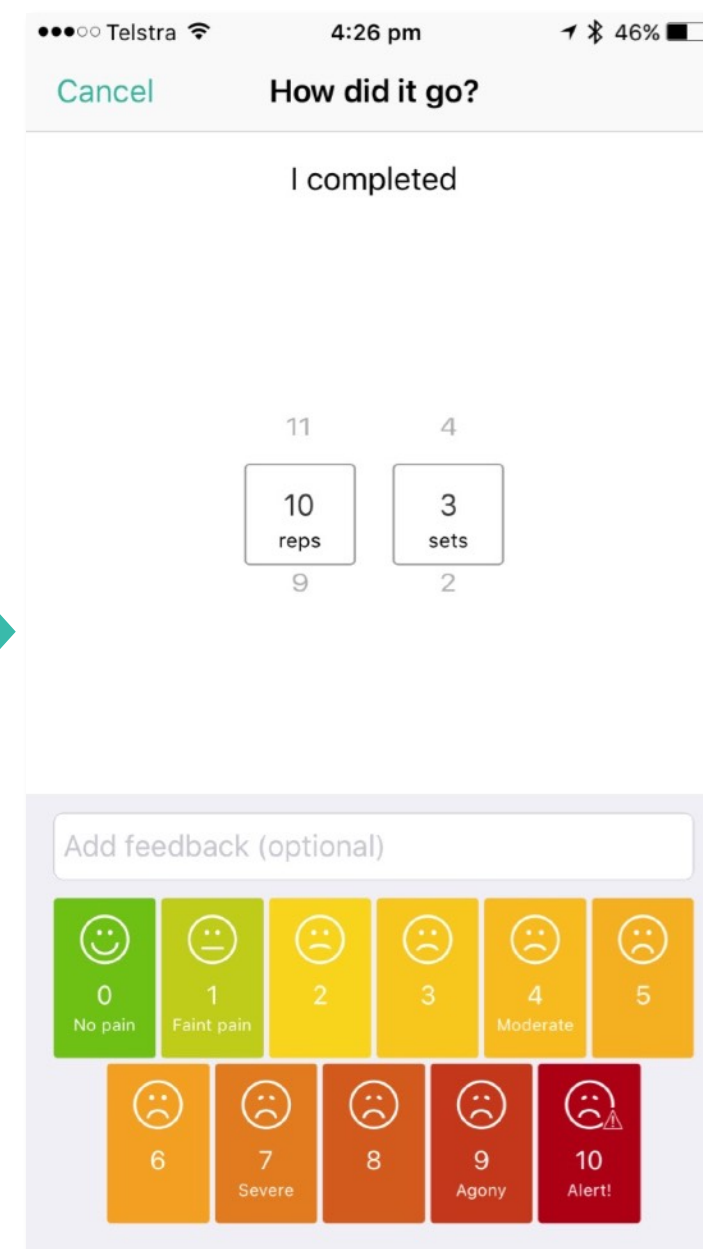 Telstra 4:26 pm 46%
Cancel How did it go?
I completed
11 4
10 3
reps sets
9 2
Add feedback (optional)
0 1 2 3 4 5
No pain Faint pain Moderate
6 7 8 9 10
Severe Agony Alert!